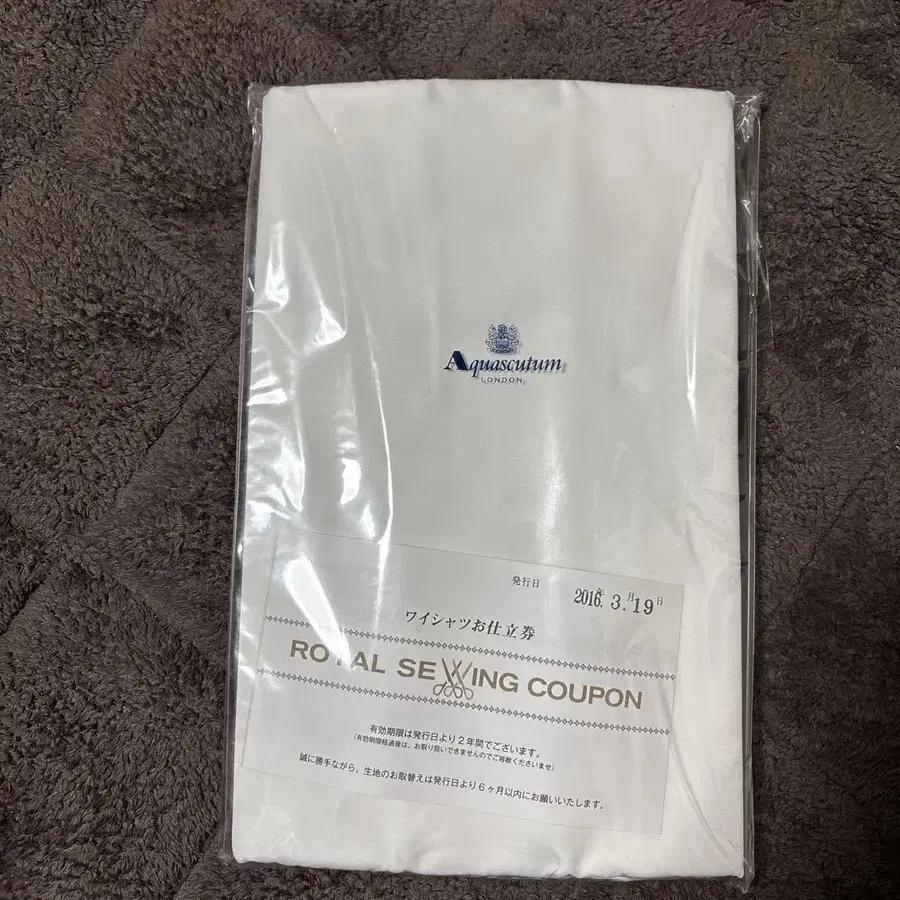 Aquascutum
LONDON
発行日 2016年 3月19日
ワイシャツお仕立券
ROYAL SEWING COUPON
有効期限は発行日より2年間でございます。
(有効期限経過後は、お取り扱いできませんのでご容赦くださいませ)
誠に勝手ながら、生地のお取替えは発行日より6ヶ月以内にお願いいたします。